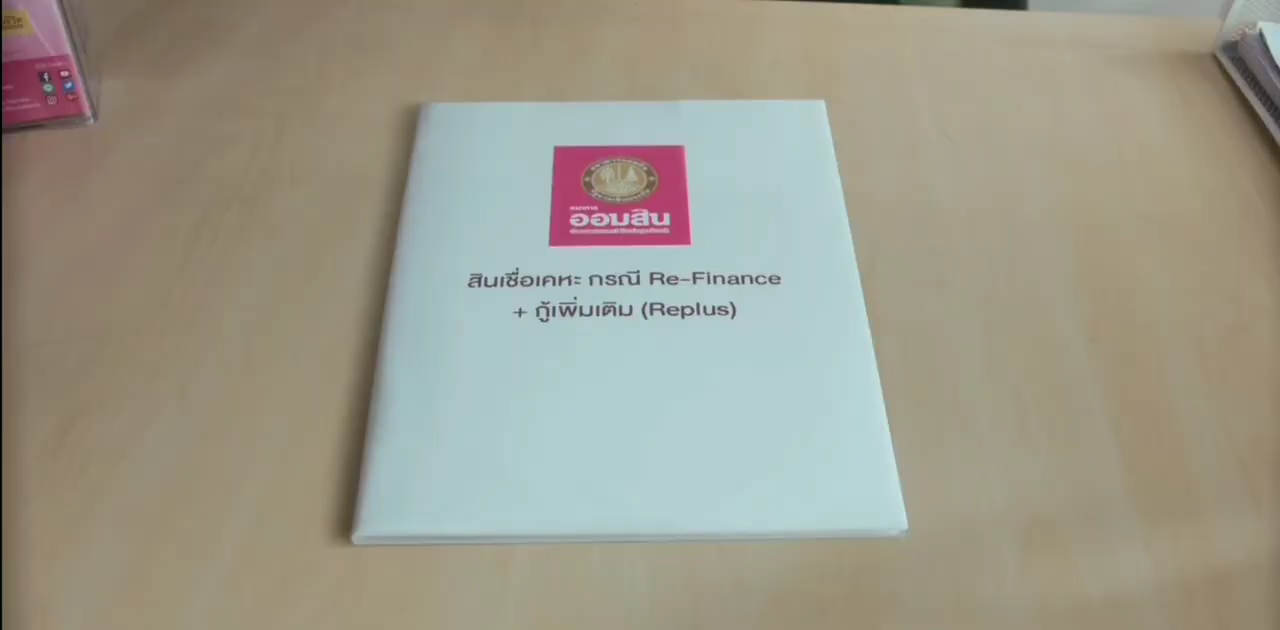 ธนาคาร
ออมสิน
สินเชื่อเคหะ กรณี Re-Finance
+ กู้เพิ่มเติม (Replus)